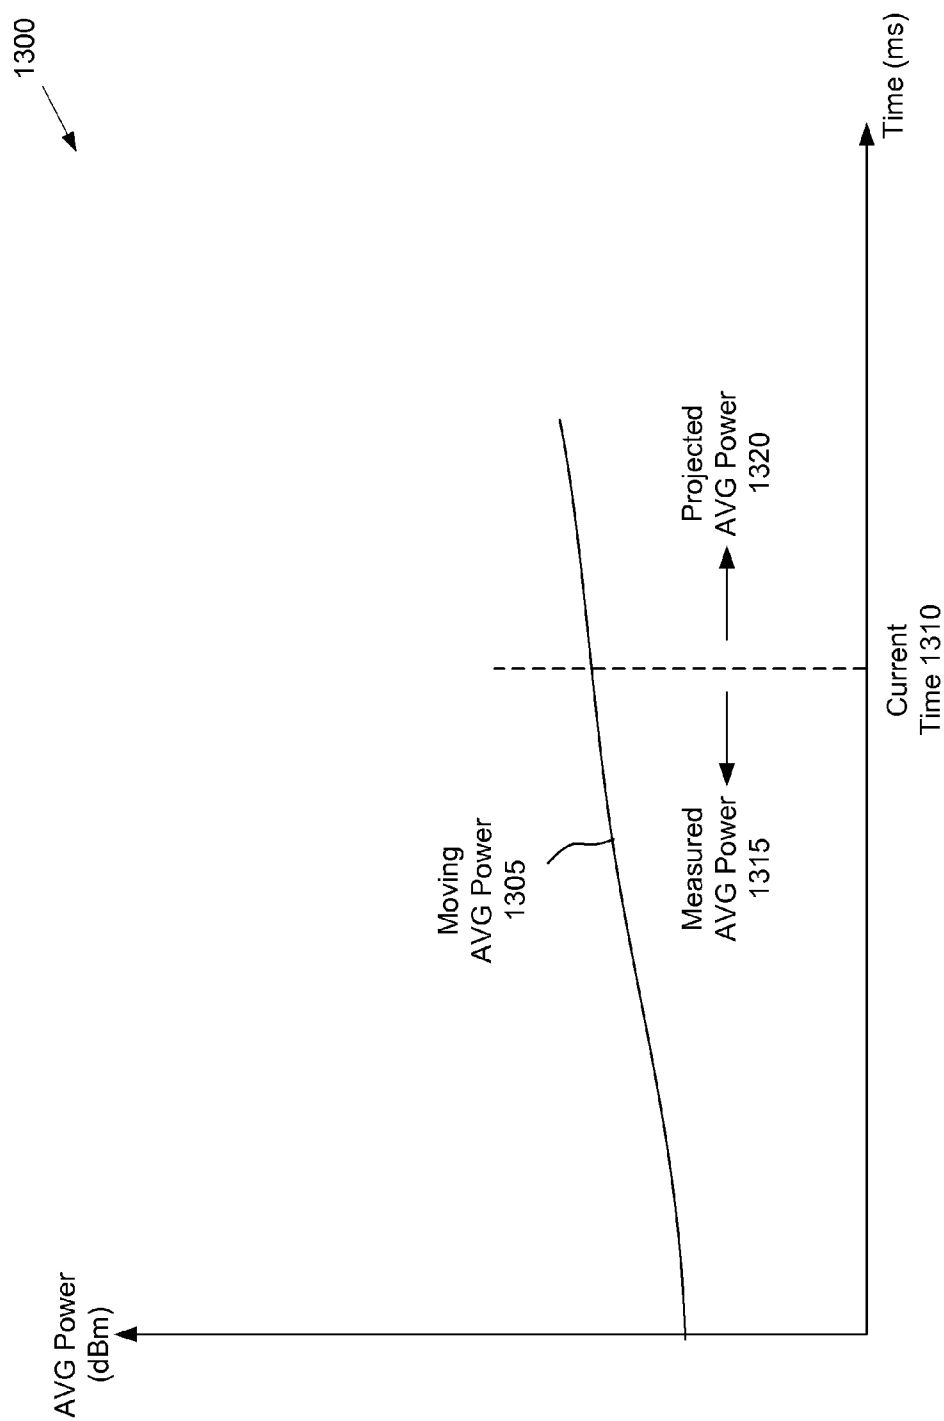 1300
AVG Power
(dBm)
Moving
AVG Power
1305
Measured
AVG Power
1315
Projected
AVG Power
1320
Current
Time 1310
Time (ms)